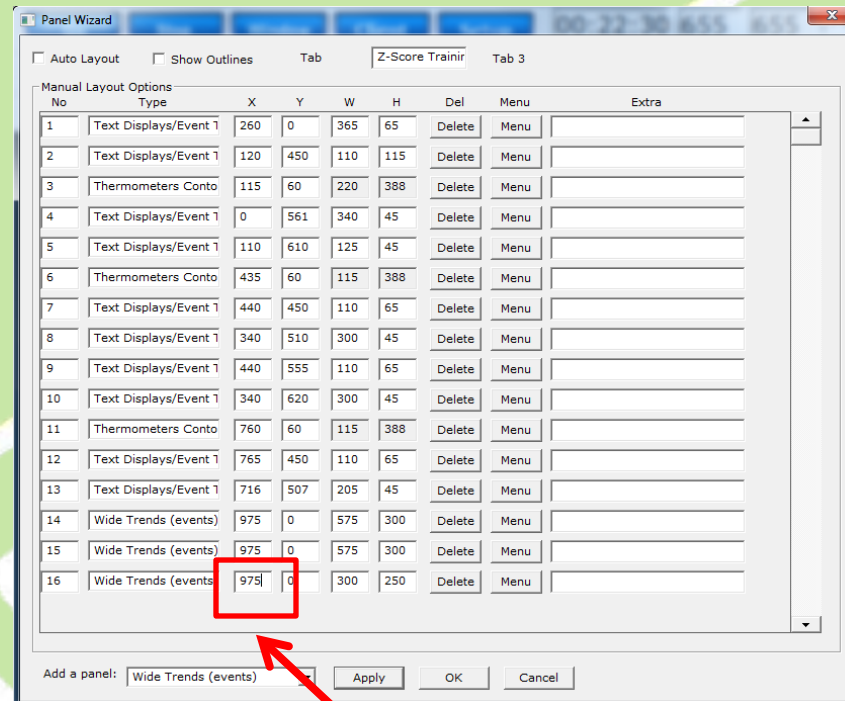 Panel Wizard
00:22:30 655 655
x
Auto Layout Show Outlines Tab Z-Score Trainir Tab 3
Manual Layout Options
No Type X Y W H Del Menu Extra
1 Text Displays/Event T 260 0 365 65 Delete Menu
2 Text Displays/Event T 120 450 110 115 Delete Menu
3 Thermometers Conto 115 60 220 388 Delete Menu
4 Text Displays/Event T 0 561 340 45 Delete Menu
5 Text Displays/Event T 110 610 125 45 Delete Menu
6 Thermometers Conto 435 60 115 388 Delete Menu
7 Text Displays/Event T 440 450 110 65 Delete Menu
8 Text Displays/Event T 340 510 300 45 Delete Menu
9 Text Displays/Event T 440 555 110 65 Delete Menu
10 Text Displays/Event T 340 620 300 45 Delete Menu
11 Thermometers Conto 760 60 115 388 Delete Menu
12 Text Displays/Event T 765 450 110 65 Delete Menu
13 Text Displays/Event T 716 507 205 45 Delete Menu
14 Wide Trends (events) 975 0 575 300 Delete Menu
15 Wide Trends (events) 975 0 575 300 Delete Menu
16 Wide Trends (events 975 0 300 250 Delete Menu
Add a panel: Wide Trends (events) Apply OK Cancel